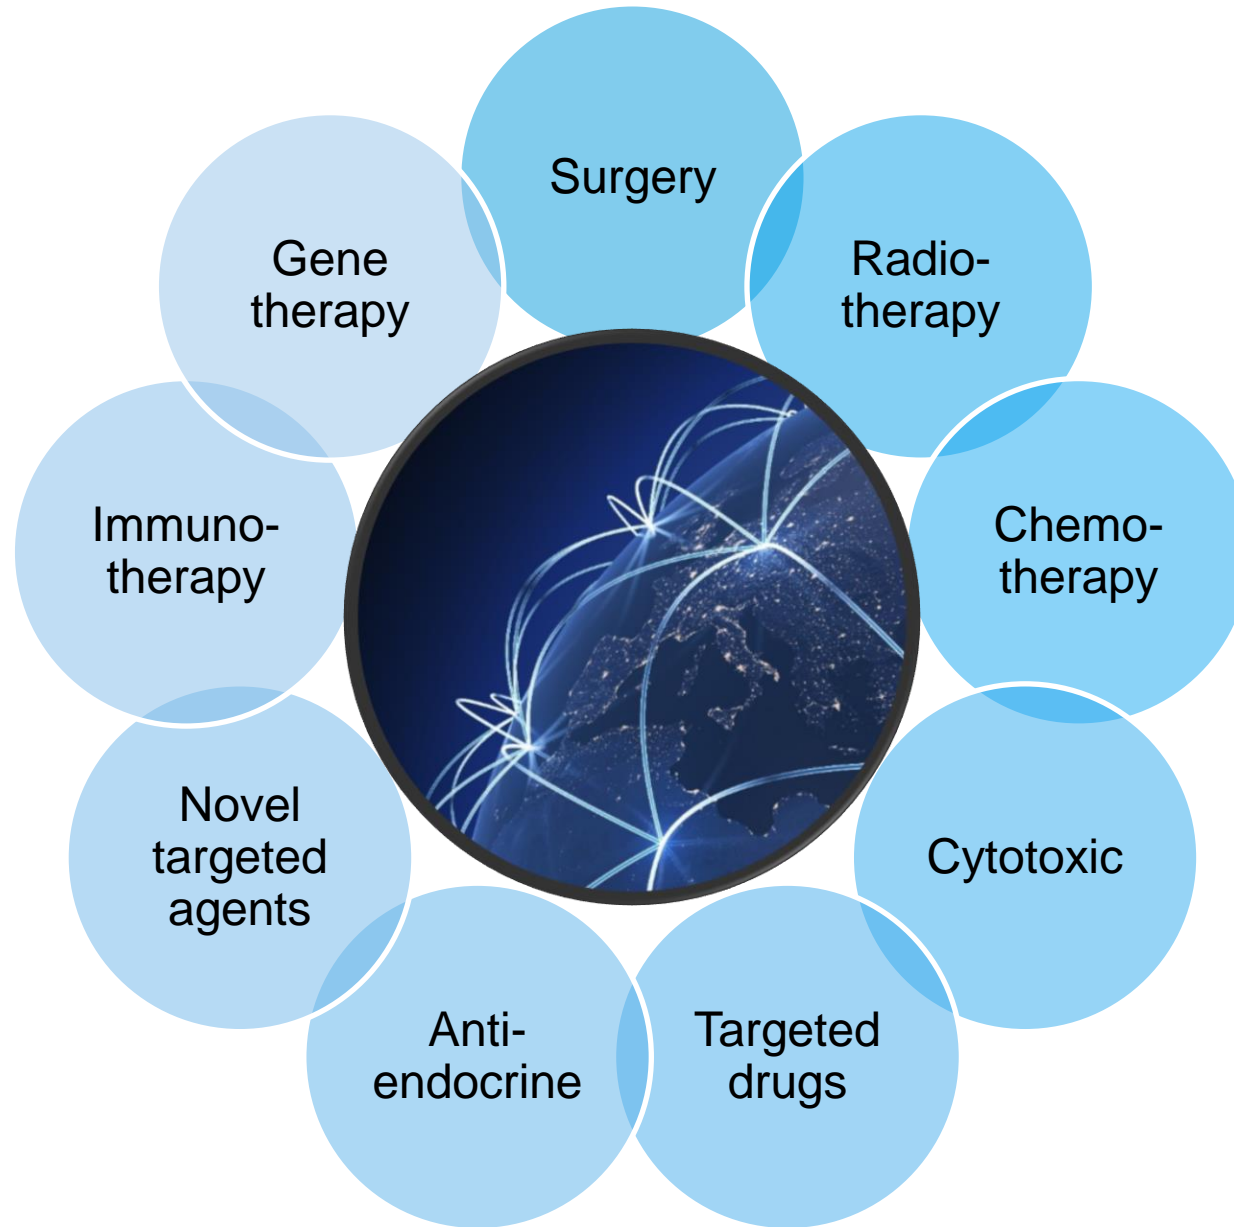 Surgery
Radio-
therapy
Chemo-
therapy
Cytotoxic
Targeted
drugs
Anti-
endocrine
Novel
targeted
agents
Immuno-
therapy
Gene
therapy